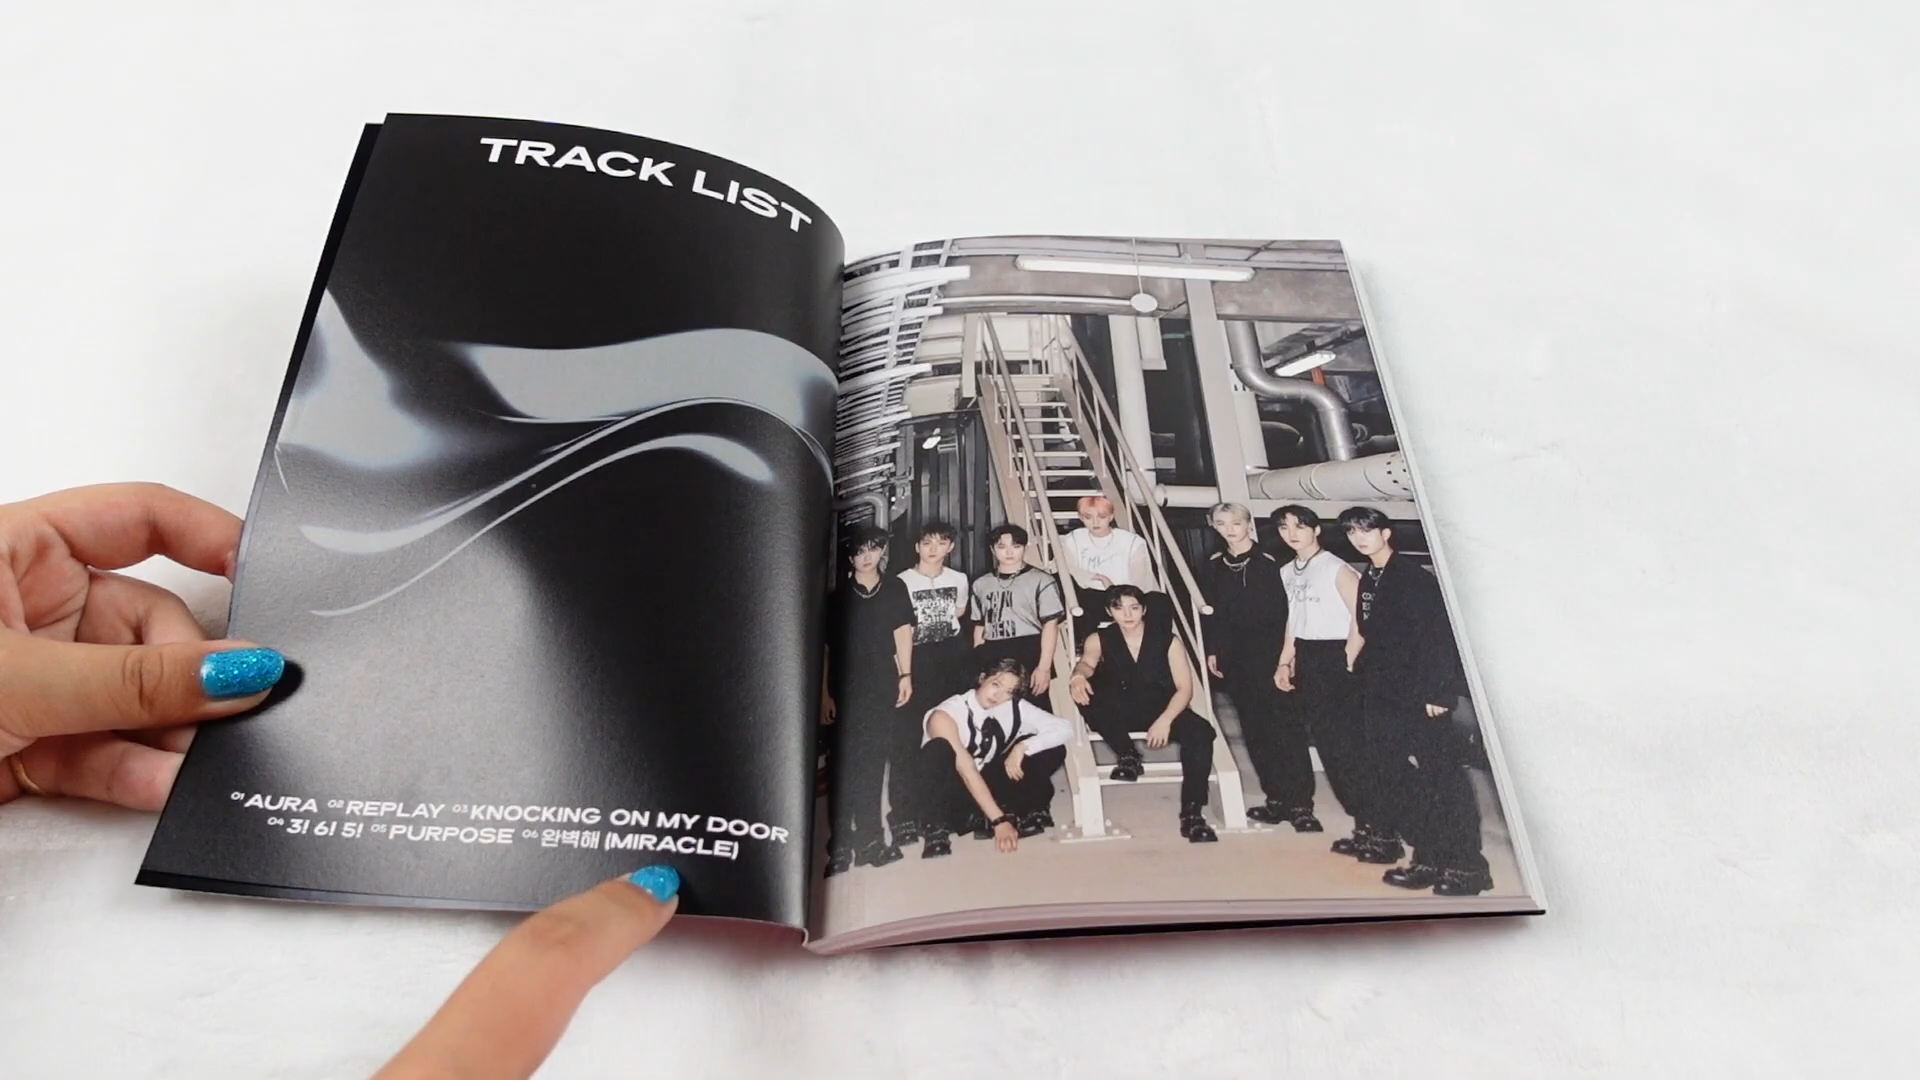 TRACK LIST
01 AURA 02 REPLAY 03 KNOCKING ON MY DOOR
04 3! 6! 5! 05 PURPOSE 06 완벽해 (MIRACLE)